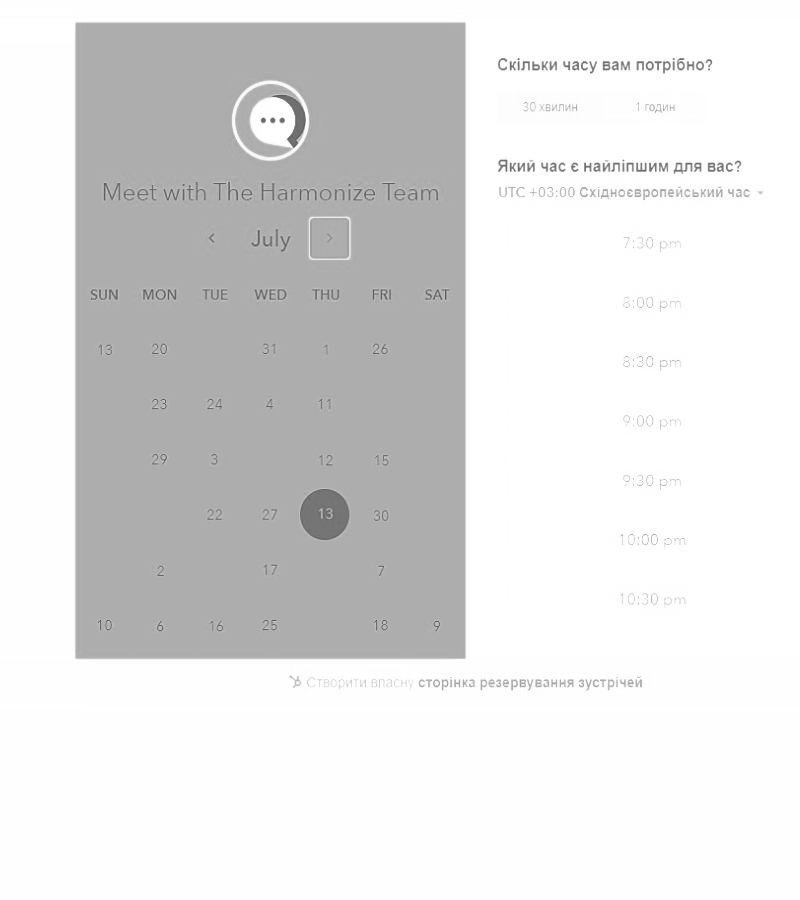 Meet with The Harmonize Team
July
SUN MON TUE WED THU FRI SAT
13 20 31 1 26
23 24 4 11
29 3 12 15
22 27 13 30
2 17 7
10 6 16 25 18 9
Скільки часу вам потрібно?
30 хвилин 1 годин
Який час є найліпшим для вас?
UTC +03:00 Східноєвропейський час
7:30 pm
8:00 pm
8:30 pm
9:00 pm
9:30 pm
10:00 pm
10:30 pm
Створити власну сторінка резервування зустрічей